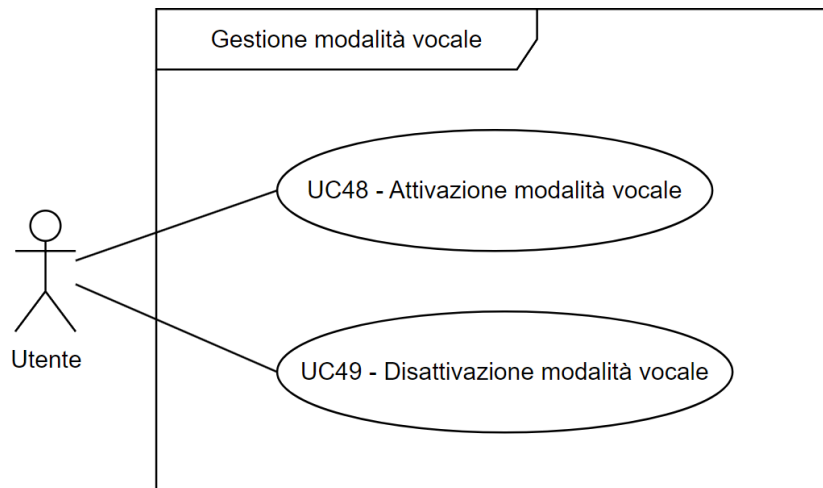 Gestione modalità vocale
UC48 - Attivazione modalità vocale
Utente
UC49 - Disattivazione modalità vocale